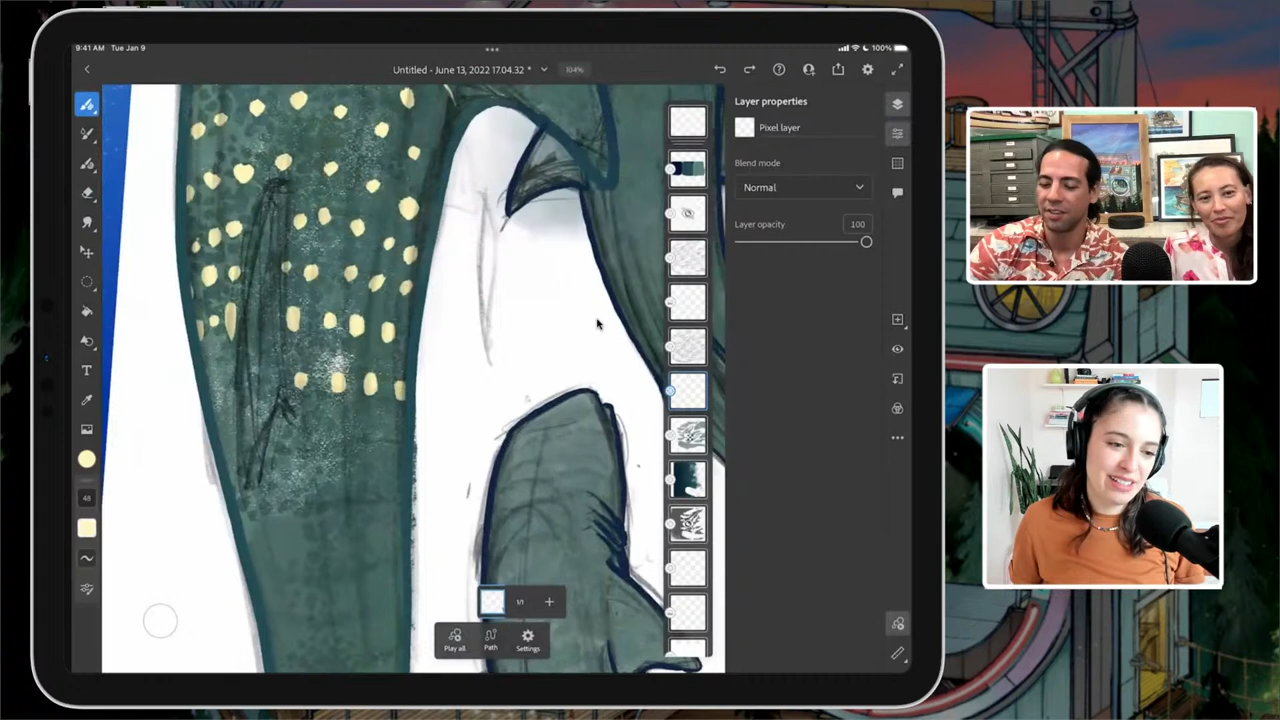 9:41 AM Tue Jan 9
100%
Untitled - June 13, 2022 17.04.32 *
104%
Layer properties
Pixel layer
Blend mode
Normal
Layer opacity
100
T
48
1/1
Play all
Path
Settings